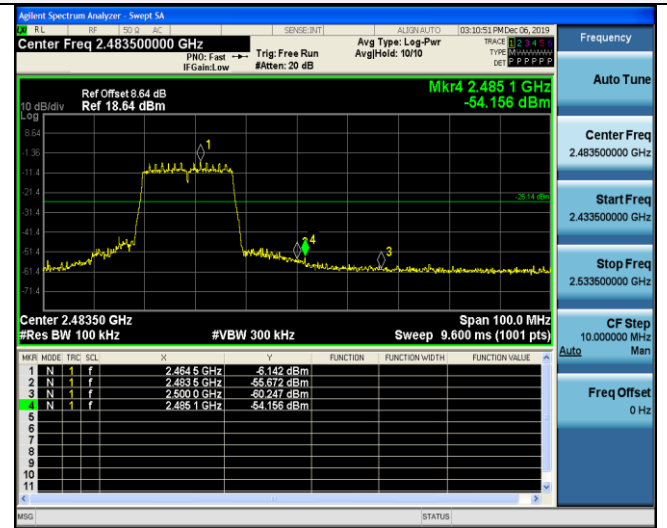 Agilent Spectrum Analyzer - Swept SA
RL RF 50 Ω AC SENSE:INT ALIGN AUTO 03:10:51 PM Dec 06, 2019
Center Freq 2.483500000 GHz
PNO: Fast
IFGain:Low
Trig: Free Run
#Atten: 20 dB
Avg Type: Log-Pwr
Avg|Hold: 10/10
TRACE 1 2 3 4 5 6
TYPE M
DET P P P P P P
Frequency
Auto Tune
Center Freq
2.483500000 GHz
Start Freq
2.433500000 GHz
Stop Freq
2.533500000 GHz
CF Step
10.000000 MHz
Auto Man
Freq Offset
0 Hz
Mkr4 2.485 1 GHz
-54.156 dBm
Ref Offset 8.64 dB
10 dB/div Ref 18.64 dBm
Log
8.64
-1.36
-11.4
-21.4
-31.4
-41.4
-51.4
-61.4
-71.4
1
-26.14 dBm
4
3
Center 2.48350 GHz Span 100.0 MHz
#Res BW 100 kHz #VBW 300 kHz Sweep 9.600 ms (1001 pts)
MKR MODE TRC SCL X Y FUNCTION FUNCTION WIDTH FUNCTION VALUE
1 N 1 f 2.464 5 GHz -6.142 dBm
2 N 1 f 2.483 5 GHz -55.672 dBm
3 N 1 f 2.500 0 GHz -60.247 dBm
4 N 1 f 2.485 1 GHz -54.156 dBm
5
6
7
8
9
10
11
MSG STATUS